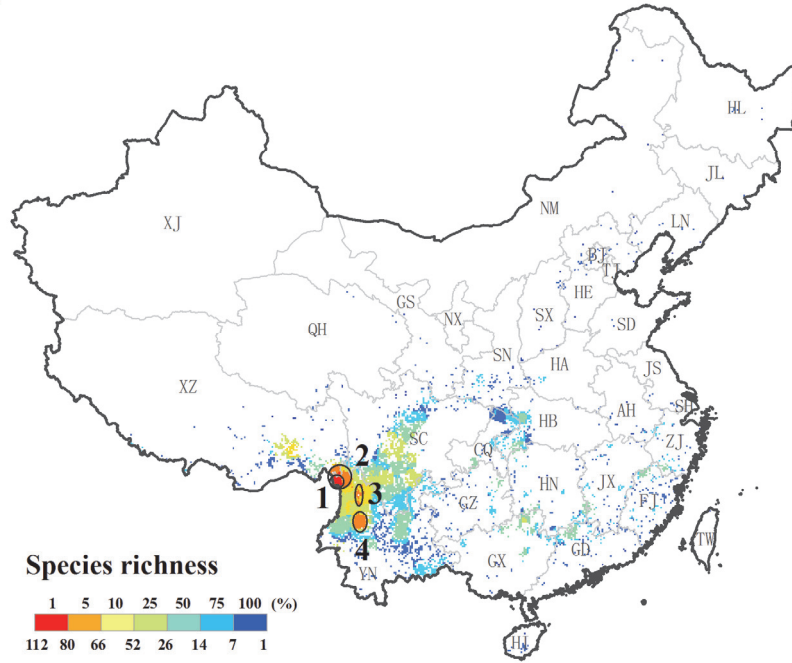 HL
JL
NM
LN
XJ
BJ
TJ
GS
HE
NX
SX
SD
QH
SN
HA
JS
XZ
AH
SH
HB
SC
ZJ
CQ
2
HN
JX
1
3
GZ
FJ
TW
4
GX
GD
YN
Species richness
1 5 10 25 50 75 100 (%)
112 80 66 52 26 14 7 1